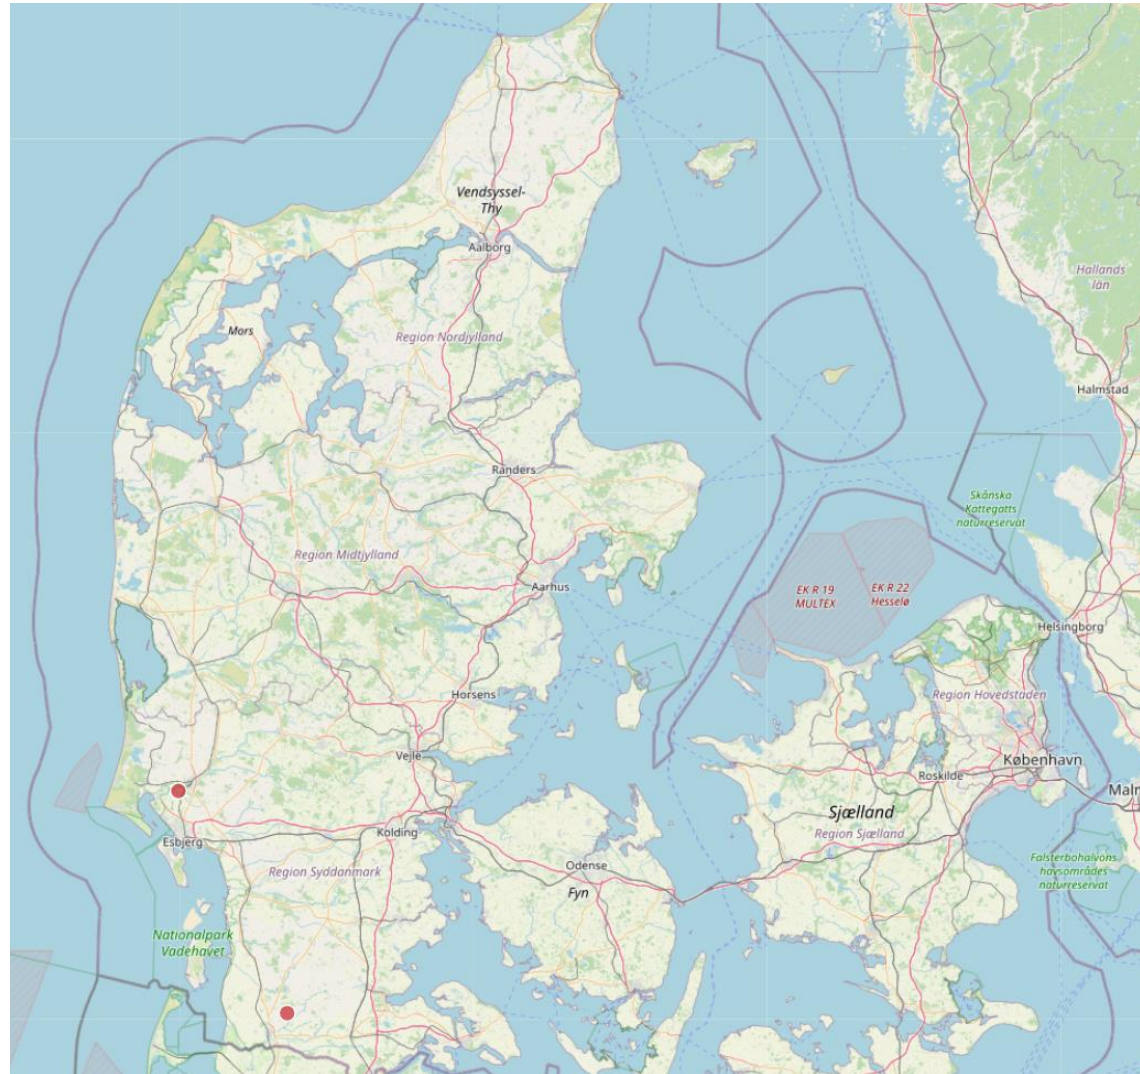 Vendsyssel-
Thy
Aalborg
Hallands
län
Mors
Region Nordjylland
Halmstad
Randers
Skånska
Kattegatts
naturreservat
Region Midtjylland
Aarhus
EK R 19
MULTEX
EK R 22
Hesselø
Helsingborg
Horsens
Region Hovedstaden
Vejle
København
Roskilde
Malm
Sjælland
Region Sjælland
Kolding
Esbjerg
Odense
Fyn
Region Syddanmark
Falsterbohalvöns
havsområdes
naturreservat
Nationalpark
Vadehavet